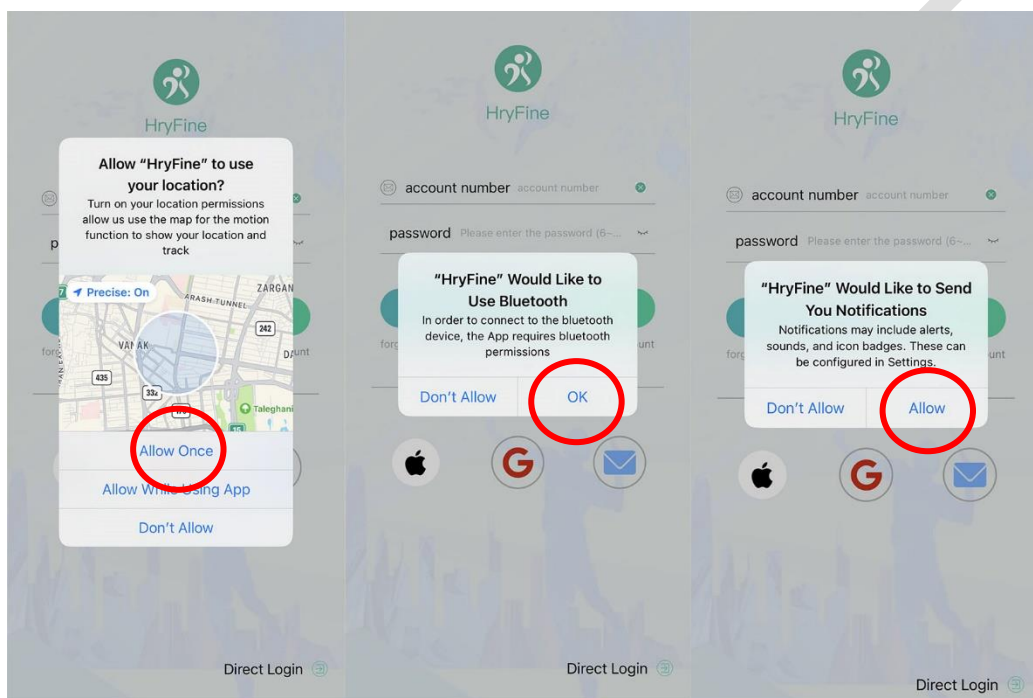 HryFine
Allow “HryFine” to use
your location?
Turn on your location permissions
allow us use the map for the motion
function to show your location and
track
Precise: On
ARASH TUNNEL
ZARGAN
242
VANAK
435
332
Taleghani
Allow Once
Allow While Using App
Don’t Allow
Direct Login
HryFine
account number account number
password Please enter the password (6~...
“HryFine” Would Like to
Use Bluetooth
In order to connect to the bluetooth
device, the App requires bluetooth
permissions
Don’t Allow
OK
G
Direct Login
HryFine
account number account number
password Please enter the password (6~...
“HryFine” Would Like to Send
You Notifications
Notifications may include alerts,
sounds, and icon badges. These can
be configured in Settings.
Don’t Allow
Allow
G
Direct Login